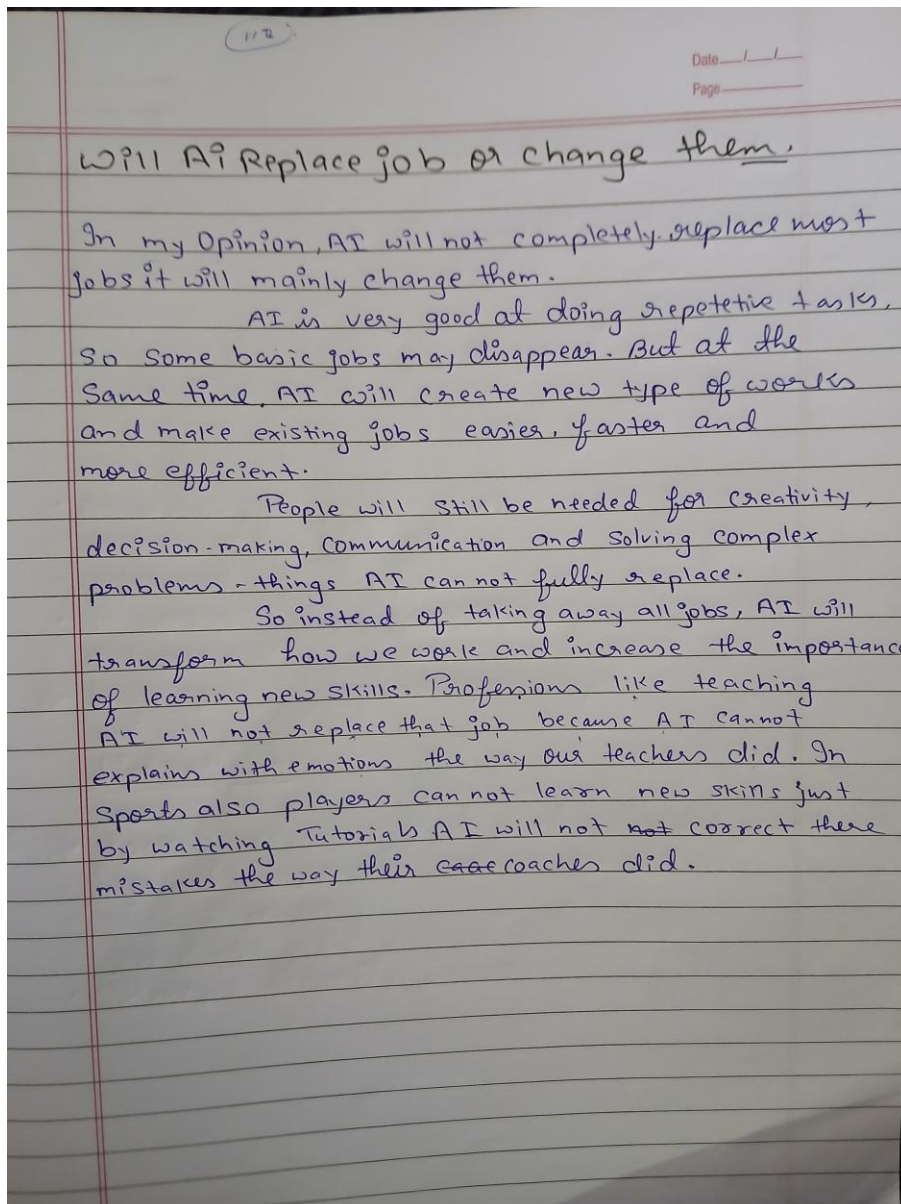 112
Date __/__/__
Page
Will Ai Replace job or change them.
In my Opinion, AI will not completely replace most
jobs it will mainly change them.
AI is very good at doing repetetive tasks,
so some basic jobs may disappear. But at the
Same time, AI will create new type of works
and make existing jobs easier, faster and
more efficient.
People will still be needed for creativity,
decision-making, communication and solving complex
problems - things AI can not fully replace.
So instead of taking away all jobs, AI will
transform how we work and increase the importanc
of learning new skills. Professions like teaching
AI will not replace that job because AI cannot
explains with emotions the way our teachers did. In
Sports also players can not learn new skins just
by watching Tutorials AI will not not correct there
mistakes the way their coaches did.